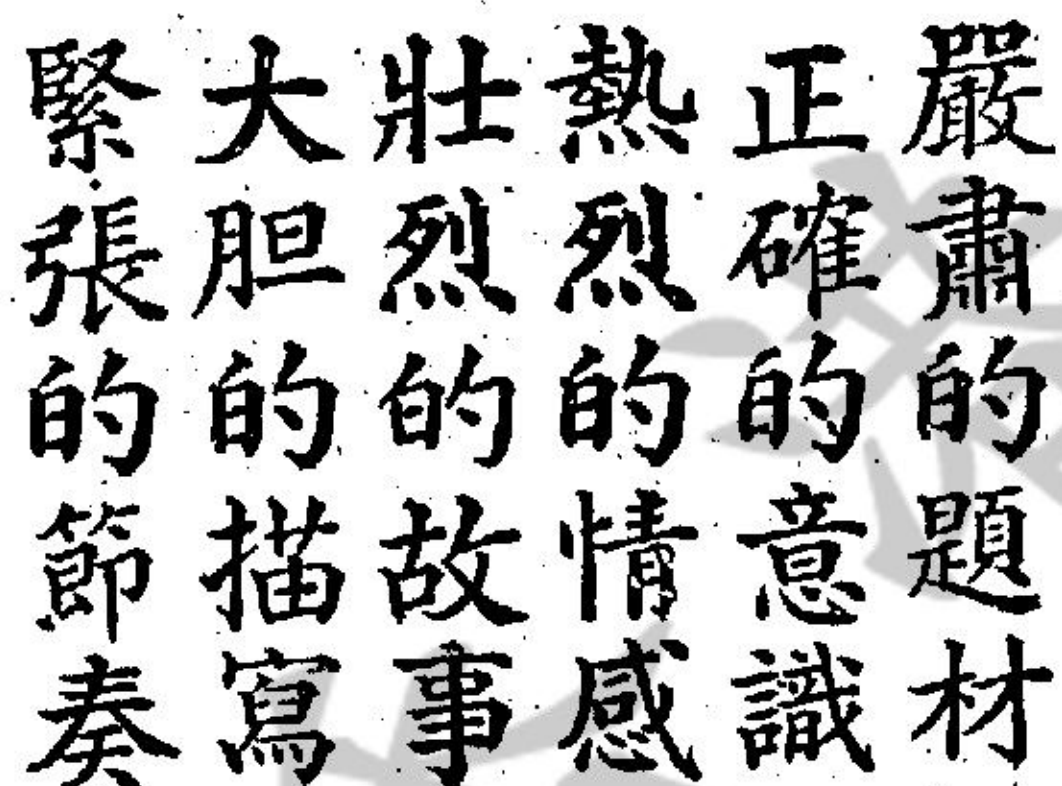 嚴肅的題材
正確的意識
熱烈的情感
壯烈的故事
大胆的描寫
緊張的節奏